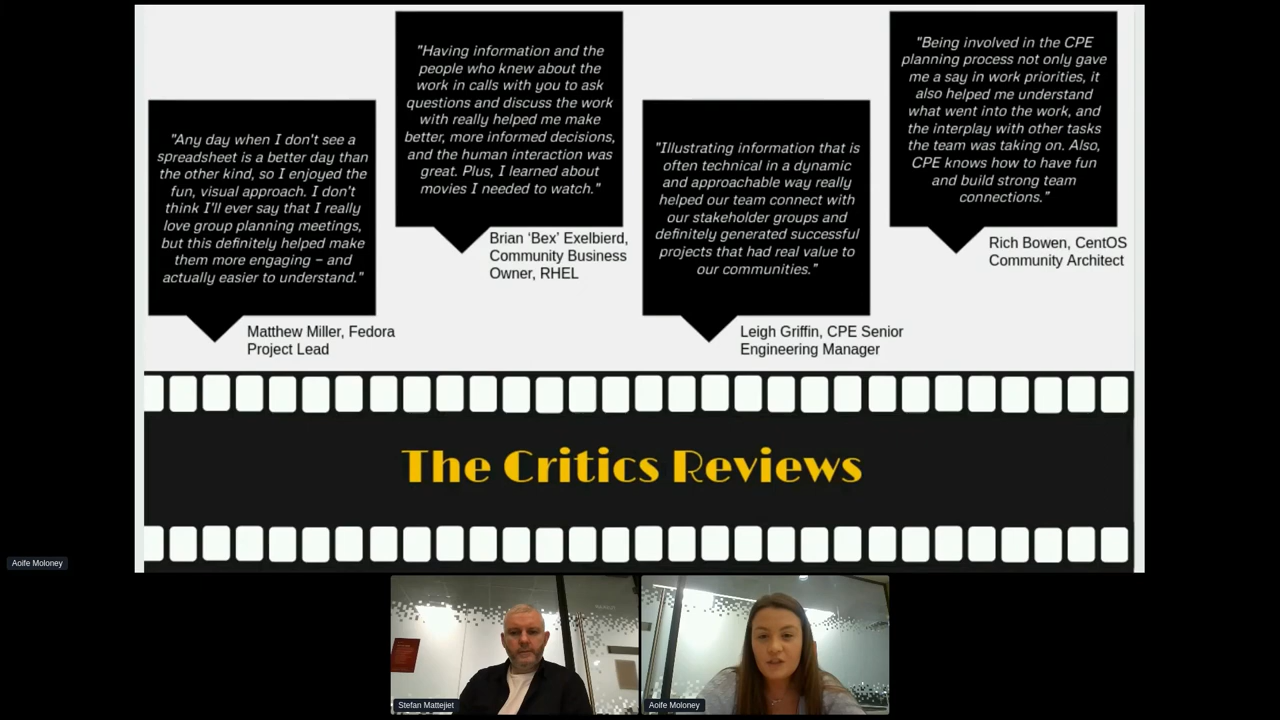 "Any day when I don't see a
spreadsheet is a better day than
the other kind, so I enjoyed the
fun, visual approach. I don't
think I'll ever say that I really
love group planning meetings,
but this definitely helped make
them more engaging – and
actually easier to understand."
Matthew Miller, Fedora
Project Lead
"Having information and the
people who knew about the
work in calls with you to ask
questions and discuss the work
with really helped me make
better, more informed decisions,
and the human interaction was
great. Plus, I learned about
movies I needed to watch."
Brian ‘Bex’ Exelbierd,
Community Business
Owner, RHEL
"Illustrating information that is
often technical in a dynamic
and approachable way really
helped our team connect with
our stakeholder groups and
definitely generated successful
projects that had real value to
our communities.”
Leigh Griffin, CPE Senior
Engineering Manager
"Being involved in the CPE
planning process not only gave
me a say in work priorities, it
also helped me understand
what went into the work, and
the interplay with other tasks
the team was taking on. Also,
CPE knows how to have fun
and build strong team
connections.”
Rich Bowen, CentOS
Community Architect
The Critics Reviews
Aoife Moloney
Stefan Mattejiet
Aoife Moloney